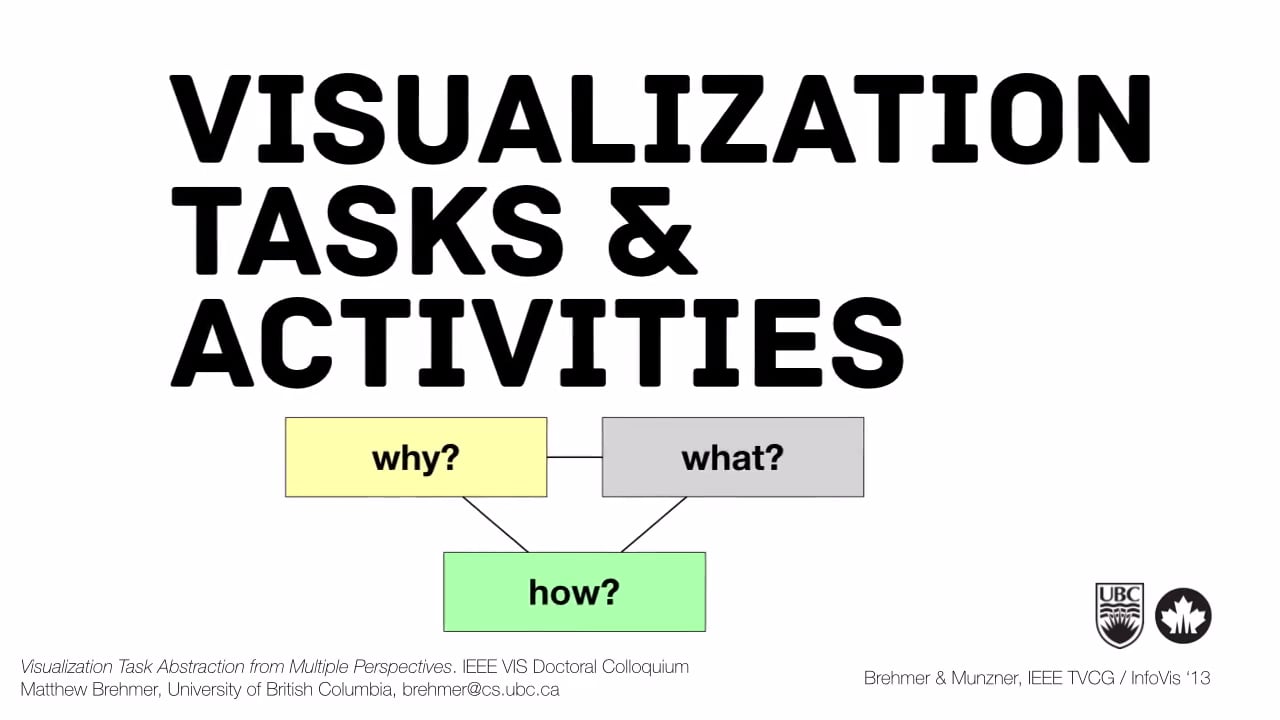 VISUALIZATION
TASKS &
ACTIVITIES
why?
what?
how?
UBC
Visualization Task Abstraction from Multiple Perspectives. IEEE VIS Doctoral Colloquium
Matthew Brehmer, University of British Columbia, brehmer@cs.ubc.ca
Brehmer & Munzner, IEEE TVCG / InfoVis ‘13